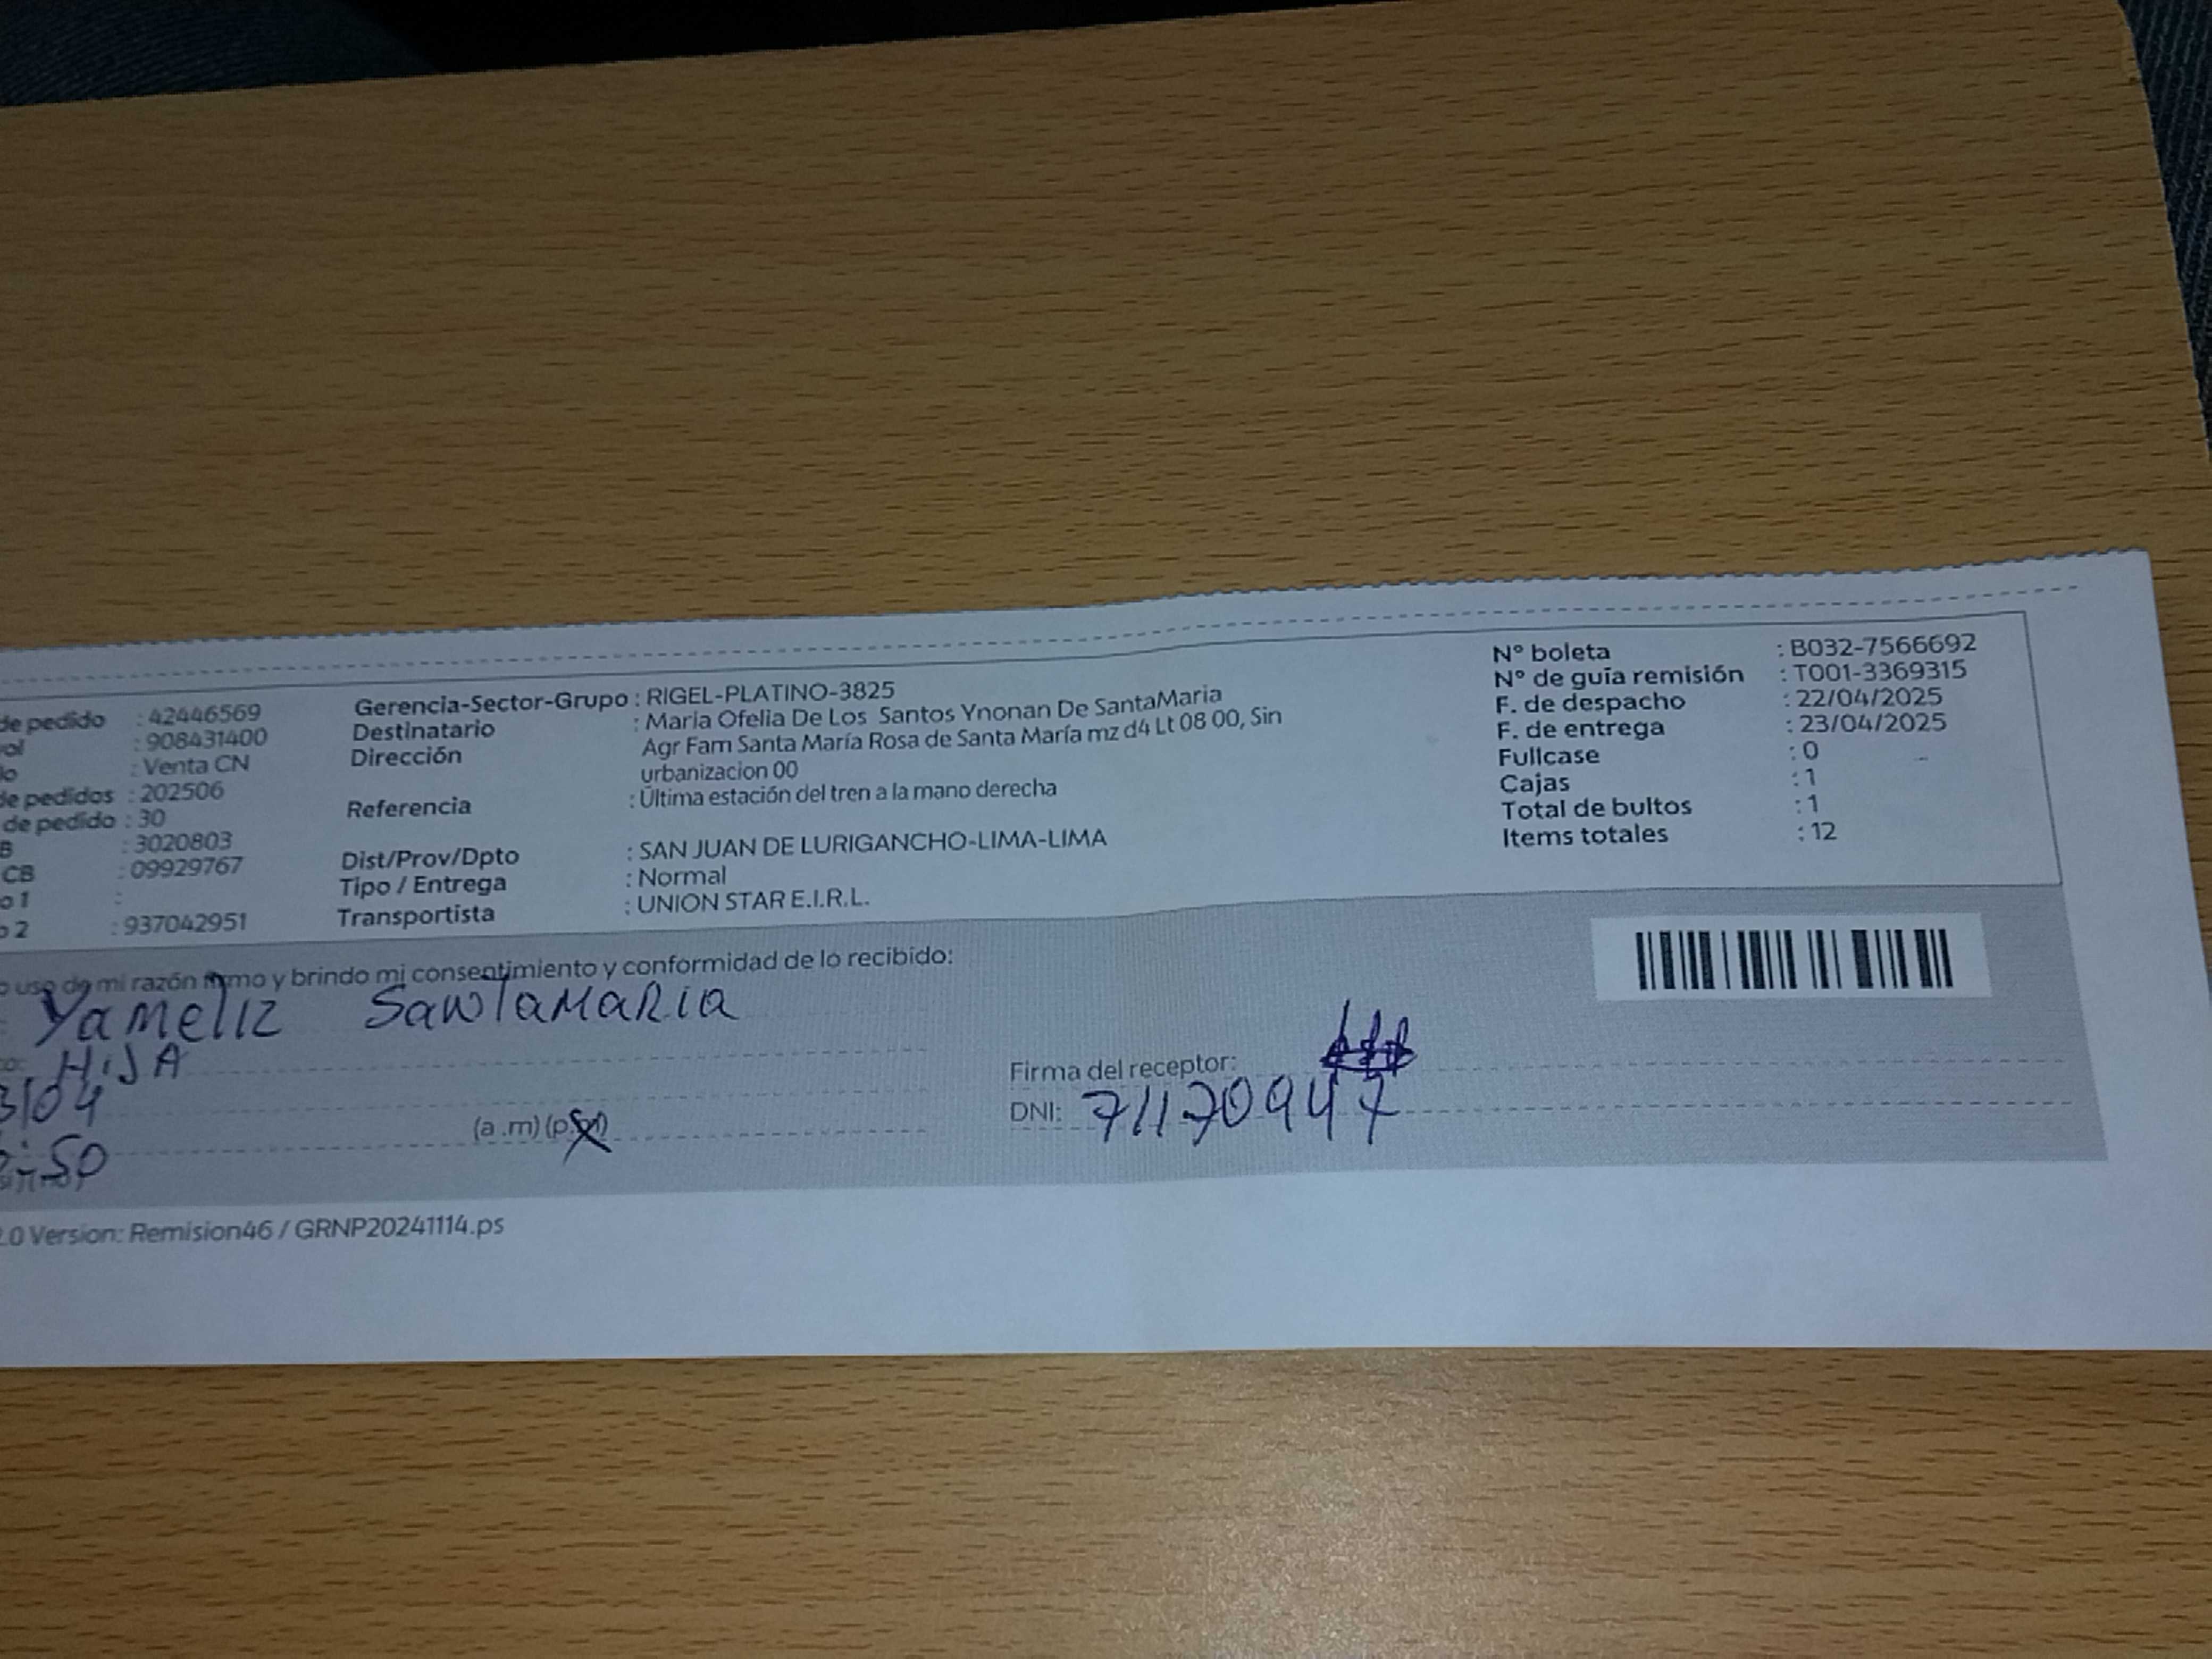 de pedido : 42446569
: 908431400
: Venta CN
de pedidos : 202506
de pedido : 30
B : 3020803
CB : 09929767
o 1 :
o 2 : 937042951
Gerencia-Sector-Grupo : RIGEL-PLATINO-3825
Destinatario : Maria Ofelia De Los Santos Ynonan De SantaMaria
Dirección Agr Fam Santa María Rosa de Santa María mz d4 Lt 08 00, Sin
urbanizacion 00
Referencia : Última estación del tren a la mano derecha
Dist/Prov/Dpto : SAN JUAN DE LURIGANCHO-LIMA-LIMA
Tipo / Entrega : Normal
Transportista : UNION STAR E.I.R.L.
N° boleta : B032-7566692
N° de guía remisión : T001-3369315
F. de despacho : 22/04/2025
F. de entrega : 23/04/2025
Fullcase : 0
Cajas : 1
Total de bultos : 1
Items totales : 12
uso de mi razón firmo y brindo mi consentimiento y conformidad de lo recibido:
Yameliz SanTaMaRia
HiJA
3/04
50 (a .m) (p.m)
Firma del receptor:
DNI: 71170947
.0 Version: Remision46 / GRNP20241114.ps